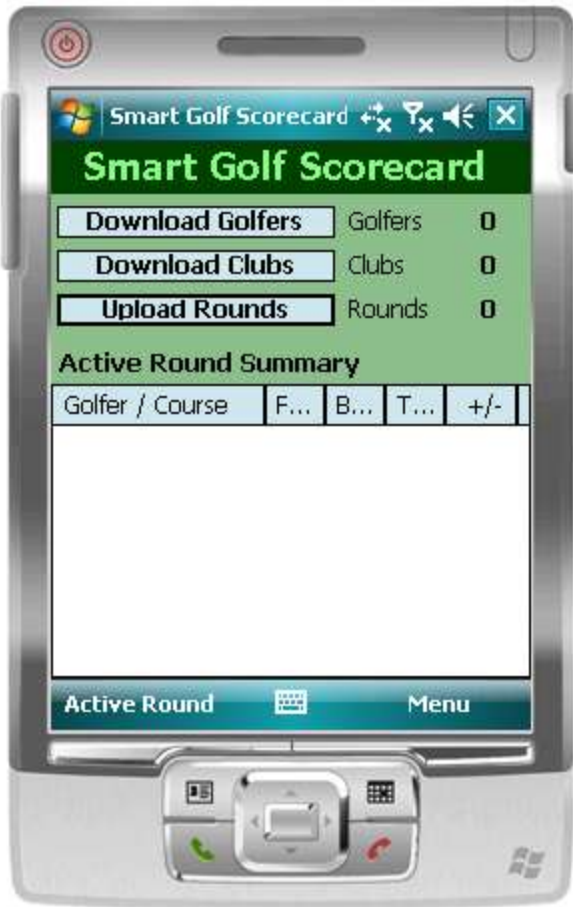 Smart Golf Scorecard
Smart Golf Scorecard
Download Golfers Golfers 0
Download Clubs Clubs 0
Upload Rounds Rounds 0
Active Round Summary
Golfer / Course F... B... T... +/-
Active Round Menu